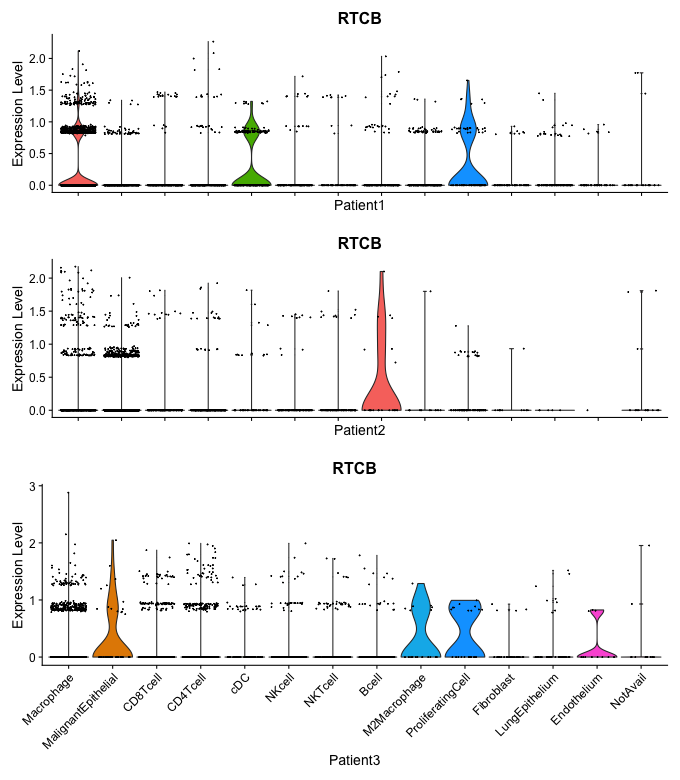 RTCB
Expression Level
2.0
1.5
1.0
0.5
0.0
Patient1
RTCB
Expression Level
2.0
1.5
1.0
0.5
0.0
Patient2
RTCB
Expression Level
3
2
1
0
Macrophage
MalignantEpithelial
CD8Tcell
CD4Tcell
cDC
NKcell
NKTcell
Bcell
M2Macrophage
ProliferatingCell
Fibroblast
LungEpithelium
Endothelium
NotAvail
Patient3